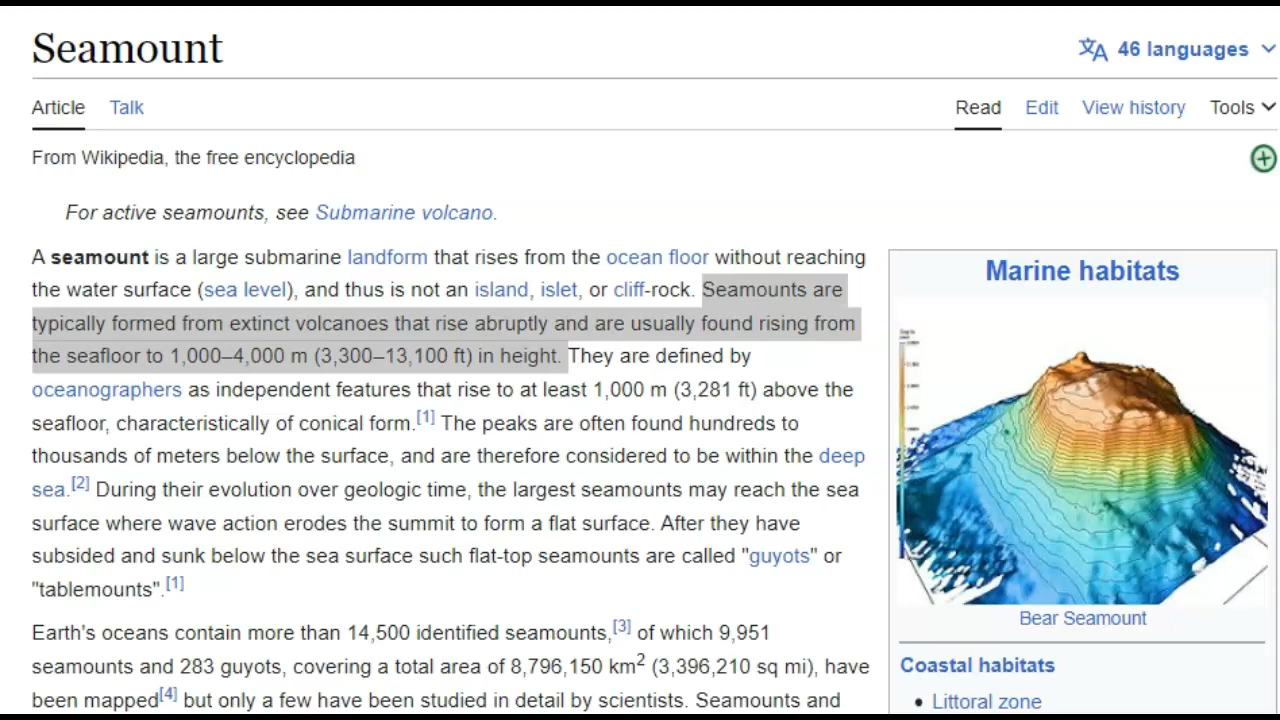 Seamount
46 languages
Article Talk Read Edit View history Tools
From Wikipedia, the free encyclopedia
For active seamounts, see Submarine volcano.
A seamount is a large submarine landform that rises from the ocean floor without reaching
the water surface (sea level), and thus is not an island, islet, or cliff-rock. Seamounts are
typically formed from extinct volcanoes that rise abruptly and are usually found rising from
the seafloor to 1,000–4,000 m (3,300–13,100 ft) in height. They are defined by
oceanographers as independent features that rise to at least 1,000 m (3,281 ft) above the
seafloor, characteristically of conical form.[1] The peaks are often found hundreds to
thousands of meters below the surface, and are therefore considered to be within the deep
sea.[2] During their evolution over geologic time, the largest seamounts may reach the sea
surface where wave action erodes the summit to form a flat surface. After they have
subsided and sunk below the sea surface such flat-top seamounts are called "guyots" or
"tablemounts".[1]
Earth's oceans contain more than 14,500 identified seamounts,[3] of which 9,951
seamounts and 283 guyots, covering a total area of 8,796,150 km2 (3,396,210 sq mi), have
been mapped[4] but only a few have been studied in detail by scientists. Seamounts and
Marine habitats
Bear Seamount
Coastal habitats
• Littoral zone